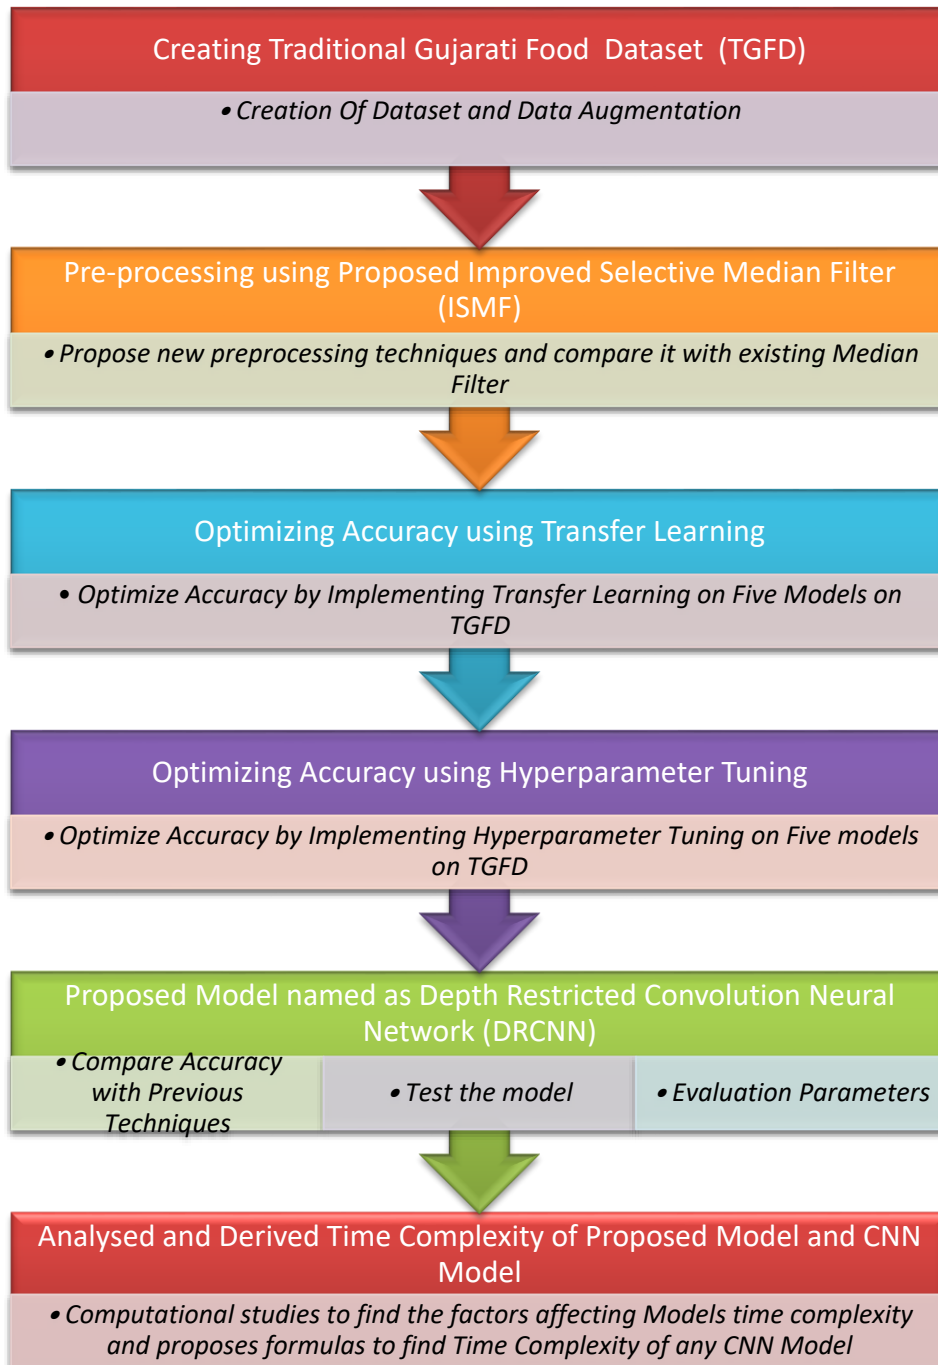 Creating Traditional Gujarati Food  Dataset  (TGFD)
• Creation Of Dataset and Data Augmentation
Pre-processing using Proposed Improved Selective Median Filter
(ISMF)
• Propose new preprocessing techniques and compare it with existing Median
Filter
Optimizing Accuracy using Transfer Learning
• Optimize Accuracy by Implementing Transfer Learning on Five Models on
TGFD
Optimizing Accuracy using Hyperparameter Tuning
• Optimize Accuracy by Implementing Hyperparameter Tuning on Five models
on TGFD
Proposed Model named as Depth Restricted Convolution Neural
Network (DRCNN)
• Compare Accuracy
with Previous
Techniques
• Test the model
• Evaluation Parameters
Analysed and Derived Time Complexity of Proposed Model and CNN
Model
• Computational studies to find the factors affecting Models time complexity
and proposes formulas to find Time Complexity of any CNN Model